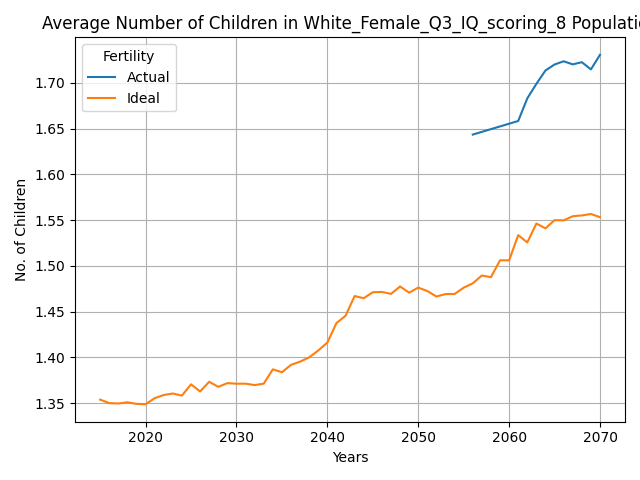 Average Number of Children in White_Female_Q3_IQ_scoring_8 Populatio
Fertility
Actual
Ideal
1.70
1.65
1.60
1.55
1.50
1.45
1.40
1.35
No. of Children
2020 2030 2040 2050 2060 2070
Years